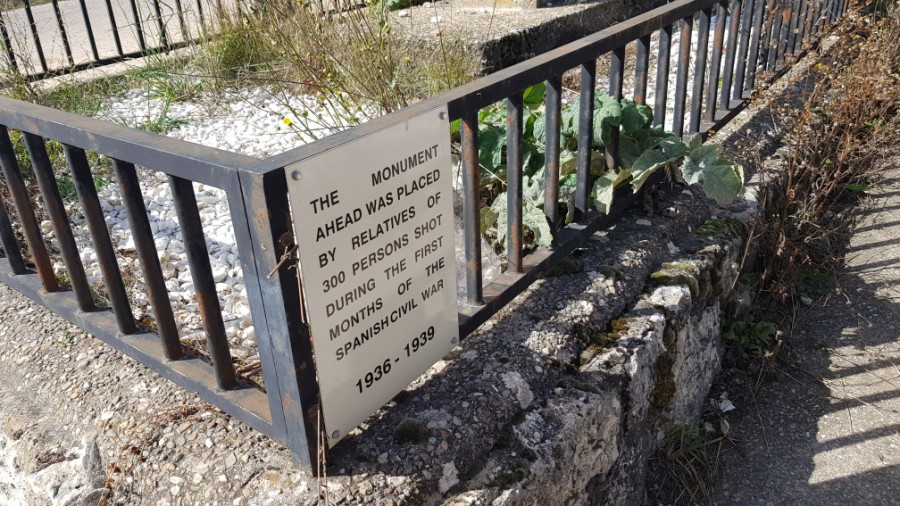 THE MONUMENT
AHEAD WAS PLACED
BY RELATIVES OF
300 PERSONS SHOT
DURING THE FIRST
MONTHS OF THE
SPANISH CIVIL WAR
1936 - 1939